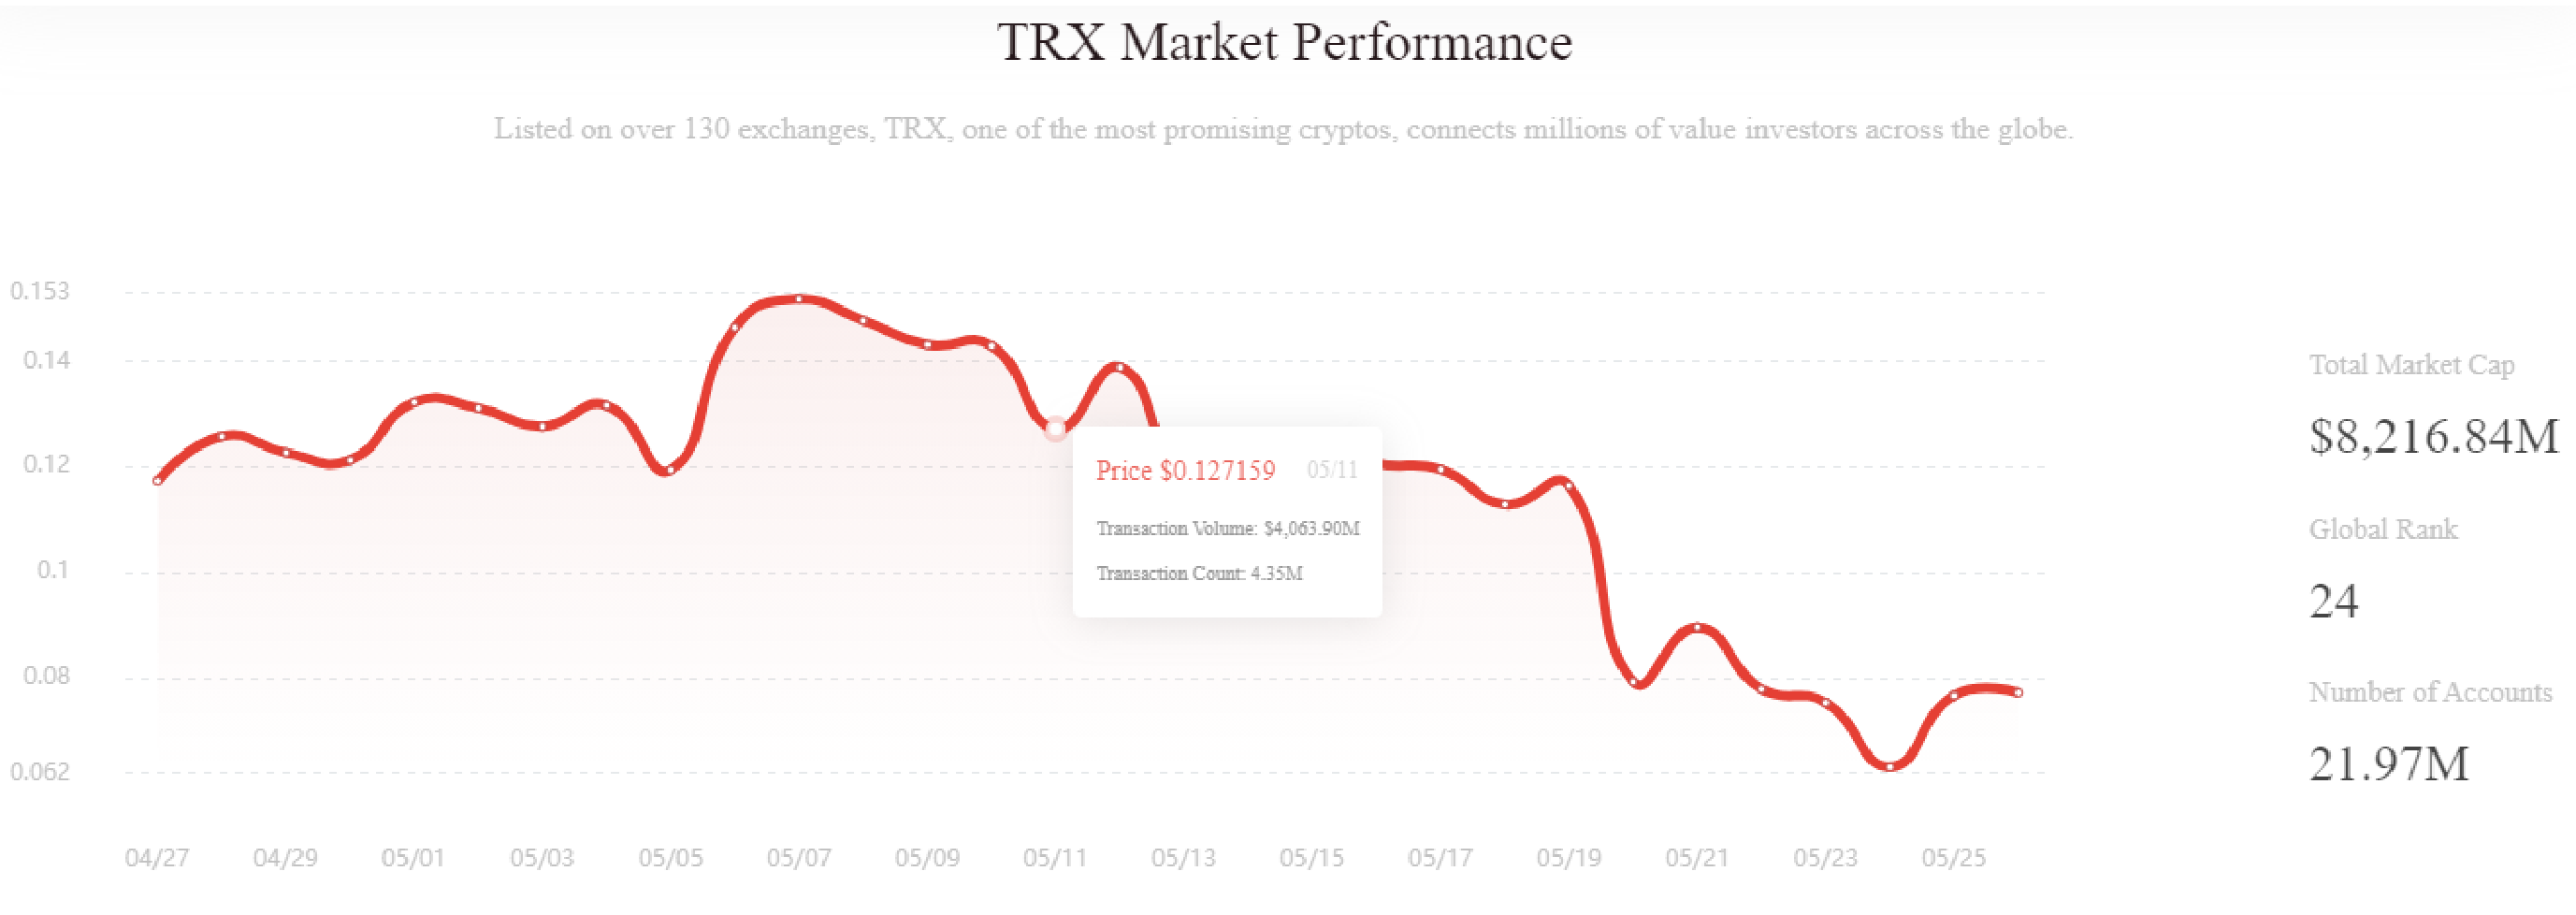 TRX Market Performance
Listed on over 130 exchanges, TRX, one of the most promising cryptos, connects millions of value investors across the globe.
0.153
0.14
0.12
0.1
0.08
0.062
Price $0.127159 05/11
Transaction Volume: $4,063.90M
Transaction Count: 4.35M
04/27 04/29 05/01 05/03 05/05 05/07 05/09 05/11 05/13 05/15 05/17 05/19 05/21 05/23 05/25
Total Market Cap
$8,216.84M
Global Rank
24
Number of Accounts
21.97M